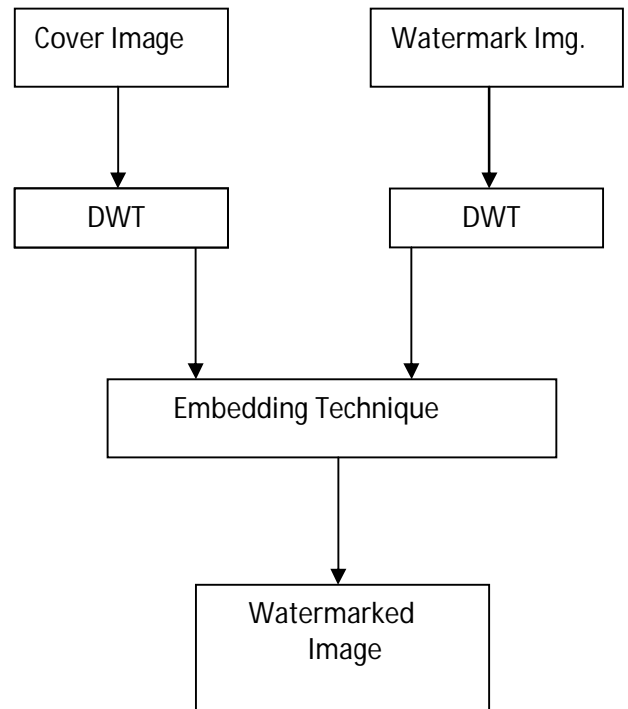 Cover Image
Watermark Img.
DWT
DWT
Embedding Technique
Watermarked
Image